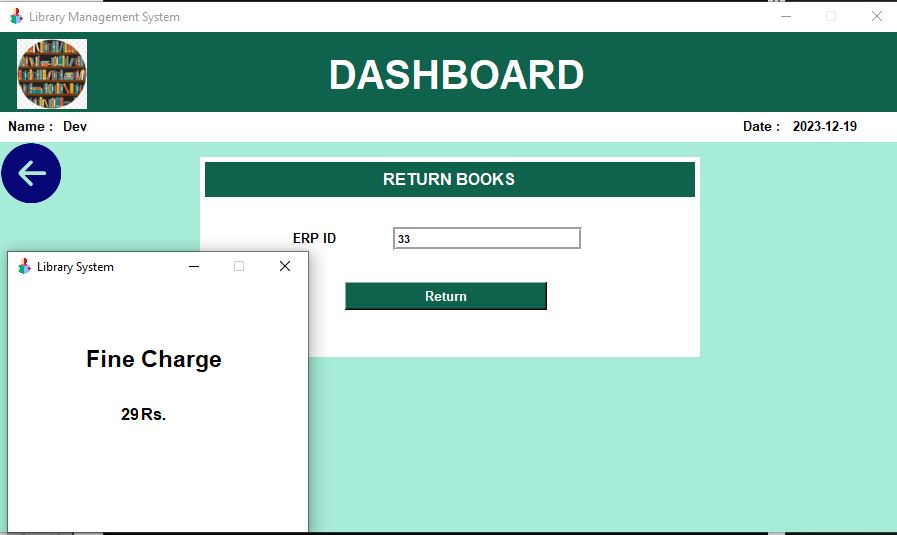 Library Management System
DASHBOARD
Name : Dev
Date : 2023-12-19
RETURN BOOKS
ERP ID 33
Return
Library System
Fine Charge
29 Rs.